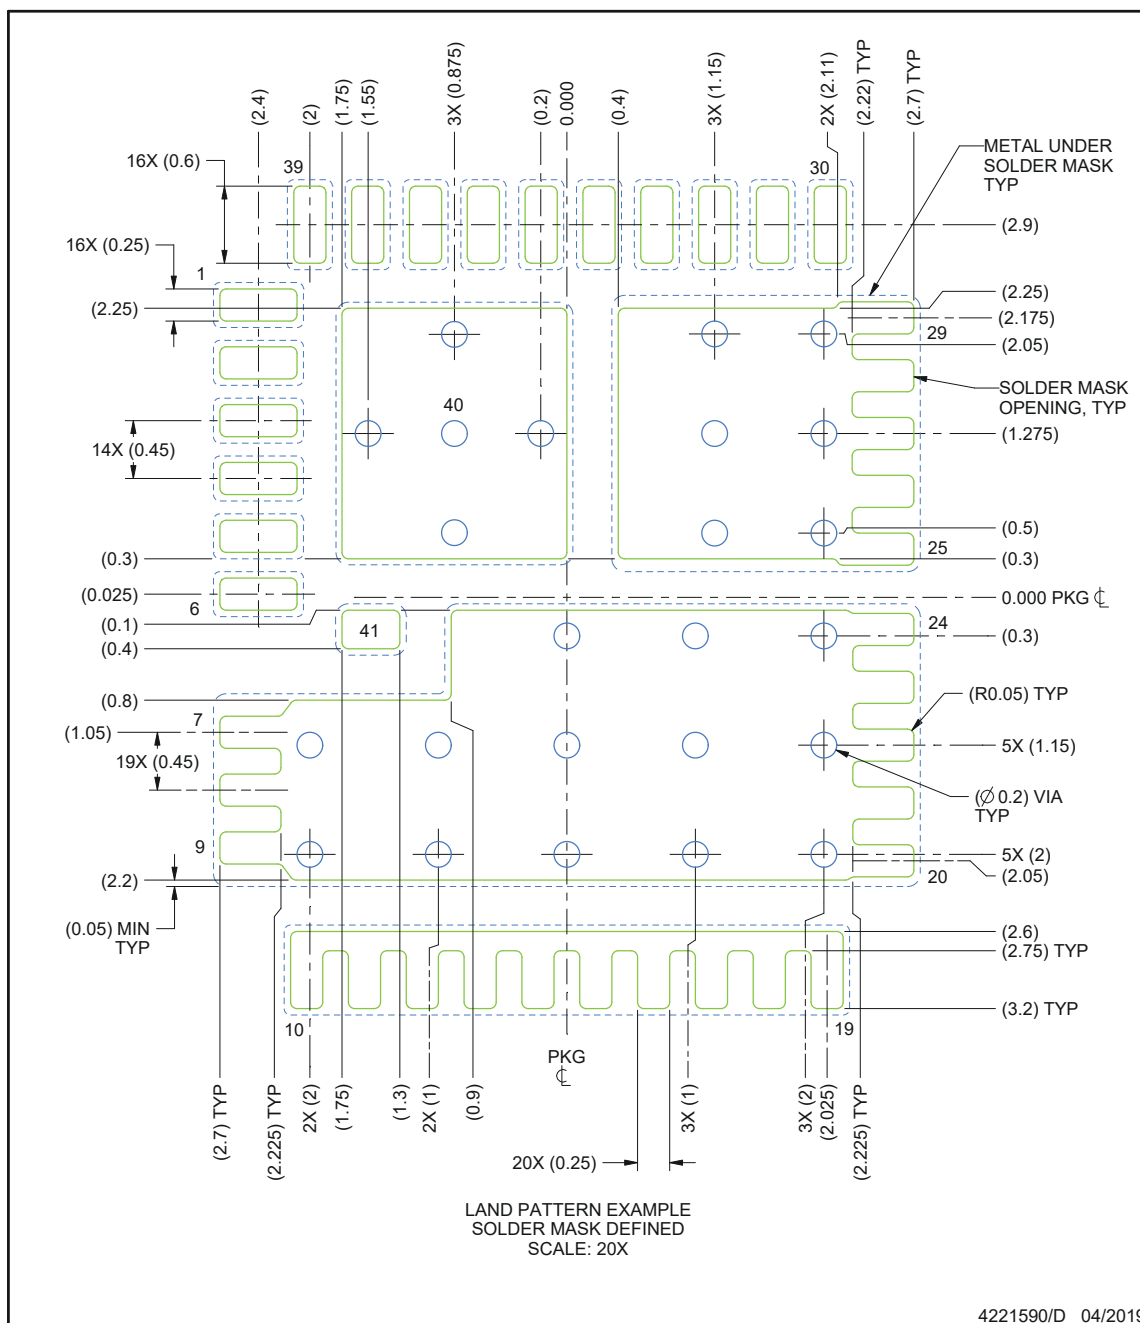 (2.4)
(2)
(1.75)
(1.55)
3X (0.875)
(0.2)
0.000
(0.4)
3X (1.15)
2X (2.11)
(2.22) TYP
(2.7) TYP
METAL UNDER
SOLDER MASK
TYP
16X (0.6)
39
30
(2.9)
16X (0.25)
1
(2.25)
(2.25)
(2.175)
29
(2.05)
SOLDER MASK
OPENING, TYP
40
(1.275)
14X (0.45)
(0.5)
25
(0.3)
(0.3)
(0.025)
6
0.000 PKG ℄
(0.1)
41
24
(0.3)
(0.4)
(R0.05) TYP
(0.8)
7
(1.05)
5X (1.15)
19X (0.45)
(∅ 0.2) VIA
TYP
9
5X (2)
(2.05)
(2.2)
20
(0.05) MIN
TYP
(2.6)
(2.75) TYP
(3.2) TYP
10
19
PKG
℄
(2.7) TYP
(2.225) TYP
2X (2)
(1.75)
(1.3)
2X (1)
(0.9)
3X (1)
3X (2)
(2.025)
(2.225) TYP
20X (0.25)
LAND PATTERN EXAMPLE
SOLDER MASK DEFINED
SCALE: 20X
4221590/D 04/2019